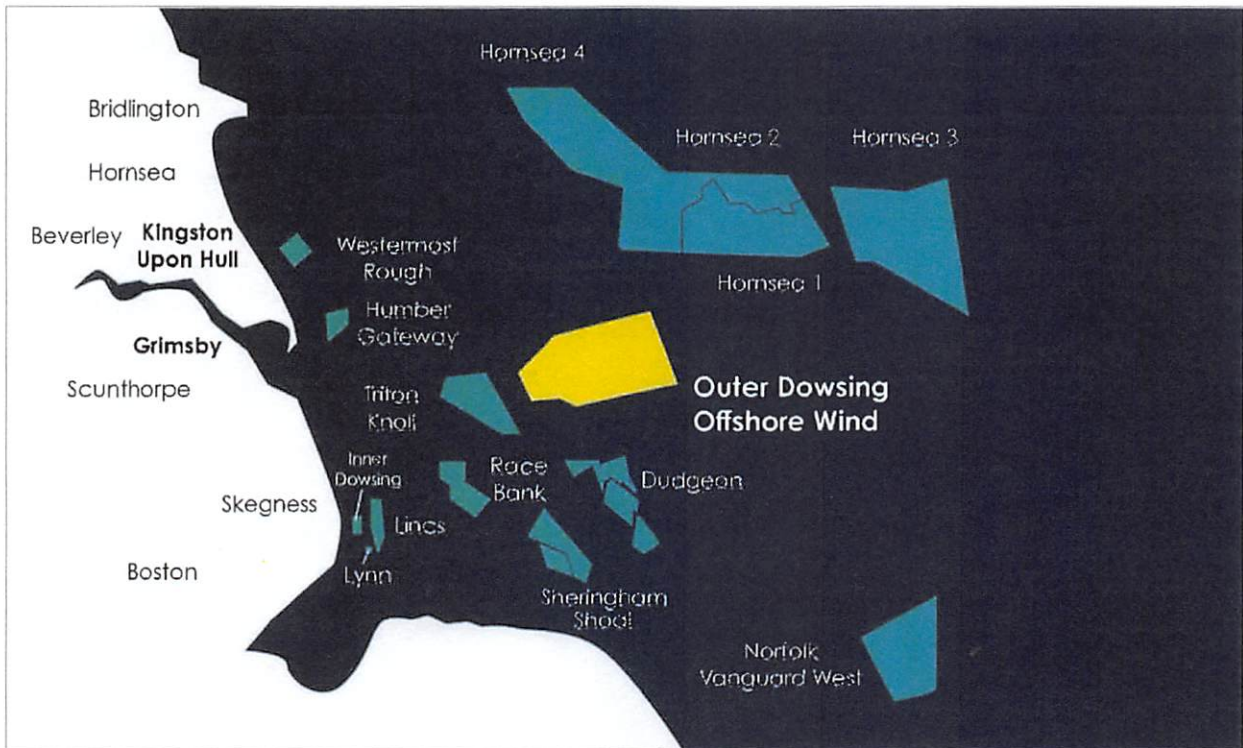 Hornsea 4
Bridlington
Hornsea 2
Hornsea 3
Hornsea
Beverley
Kingston
Upon Hull
Westermost
Rough
Hornsea 1
Humber
Gateway
Grimsby
Scunthorpe
Triton
Knoll
Outer Dowsing
Offshore Wind
Inner
Dowsing
Race
Bank
Dudgeon
Skegness
Lincs
Boston
Lynn
Sheringham
Shoal
Norfolk
Vanguard West